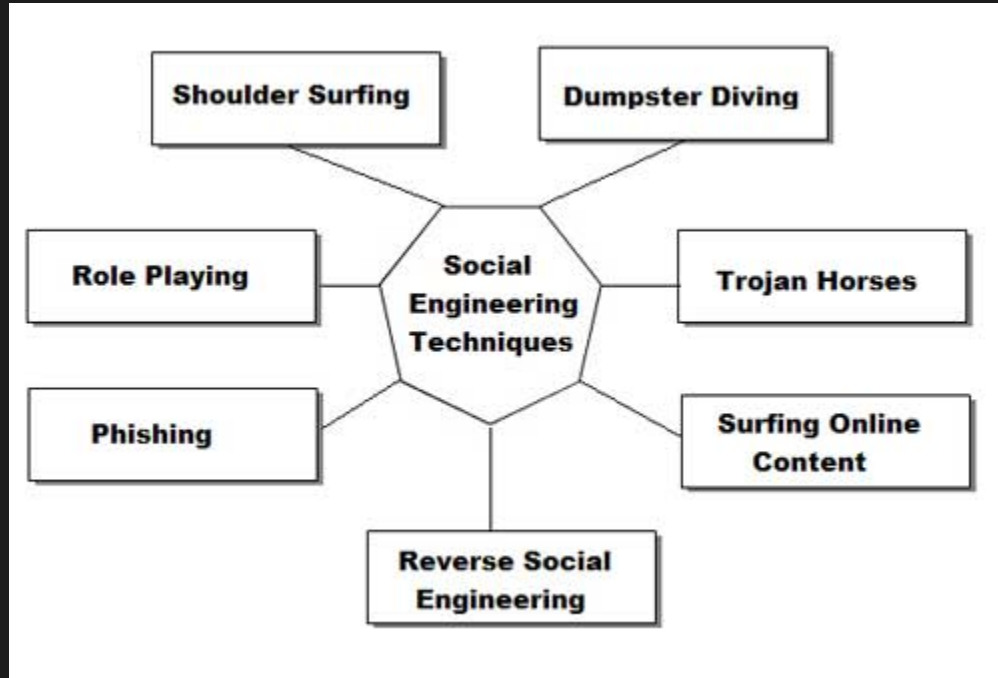 Shoulder Surfing
Dumpster Diving
Role Playing
Social
Engineering
Techniques
Trojan Horses
Phishing
Surfing Online
Content
Reverse Social
Engineering